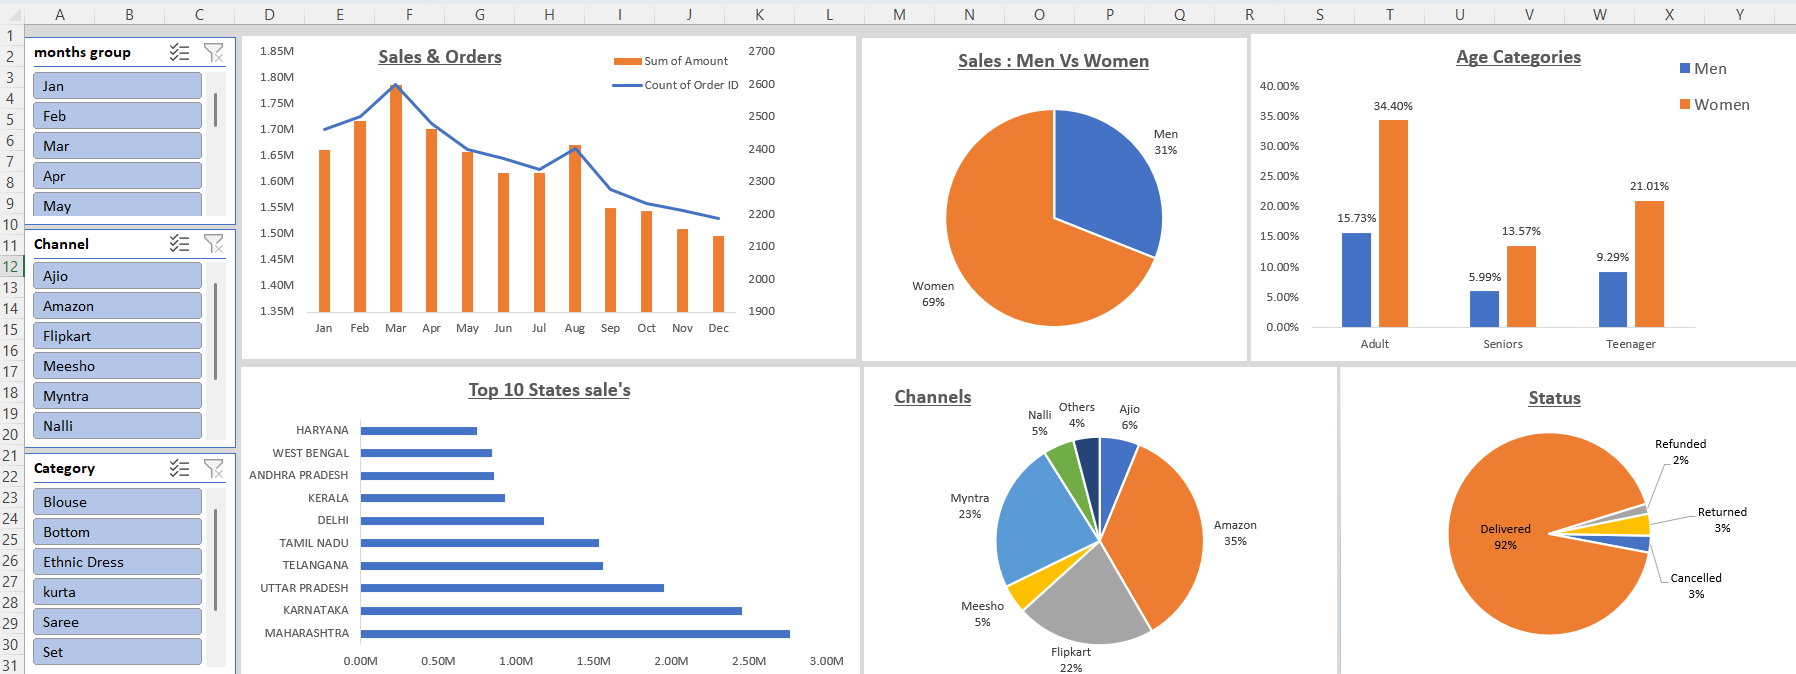 A B C D E F G H I J K L M N O P Q R S T U V W X Y
1
2
3
4
5
6
7
8
9
10
11
12
13
14
15
16
17
18
19
20
21
22
23
24
25
26
27
28
29
30
31
months group
Jan
Feb
Mar
Apr
May
Channel
Ajio
Amazon
Flipkart
Meesho
Myntra
Nalli
Category
Blouse
Bottom
Ethnic Dress
kurta
Saree
Set
Sales & Orders
Sum of Amount
Count of Order ID
1.85M
1.80M
1.75M
1.70M
1.65M
1.60M
1.55M
1.50M
1.45M
1.40M
1.35M
2700
2600
2500
2400
2300
2200
2100
2000
1900
Jan Feb Mar Apr May Jun Jul Aug Sep Oct Nov Dec
Sales : Men Vs Women
Men
31%
Women
69%
Age Categories
Men
Women
40.00%
35.00%
30.00%
25.00%
20.00%
15.00%
10.00%
5.00%
0.00%
15.73%
34.40%
5.99%
13.57%
9.29%
21.01%
Adult Seniors Teenager
Top 10 States sale's
HARYANA
WEST BENGAL
ANDHRA PRADESH
KERALA
DELHI
TAMIL NADU
TELANGANA
UTTAR PRADESH
KARNATAKA
MAHARASHTRA
0.00M 0.50M 1.00M 1.50M 2.00M 2.50M 3.00M
Channels
Nalli
5%
Others
4%
Ajio
6%
Myntra
23%
Amazon
35%
Meesho
5%
Flipkart
22%
Status
Refunded
2%
Returned
3%
Delivered
92%
Cancelled
3%